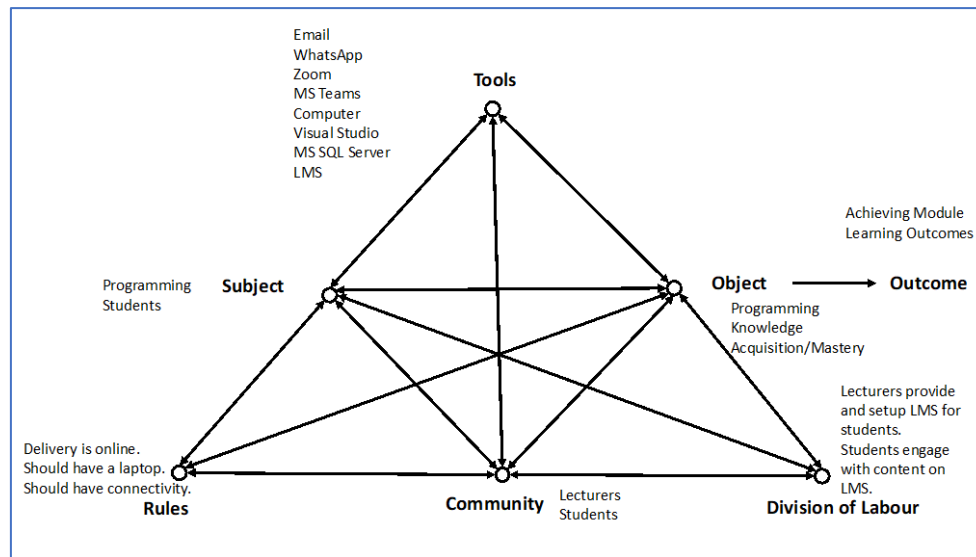 Email
WhatsApp
Zoom
MS Teams
Computer
Visual Studio
MS SQL Server
LMS
Tools
Achieving Module
Learning Outcomes
Programming
Students
Subject
Object
Outcome
Programming
Knowledge
Acquisition/Mastery
Lecturers provide
and setup LMS for
students.
Students engage
with content on
LMS.
Delivery is online.
Should have a laptop.
Should have connectivity.
Rules
Community
Lecturers
Students
Division of Labour